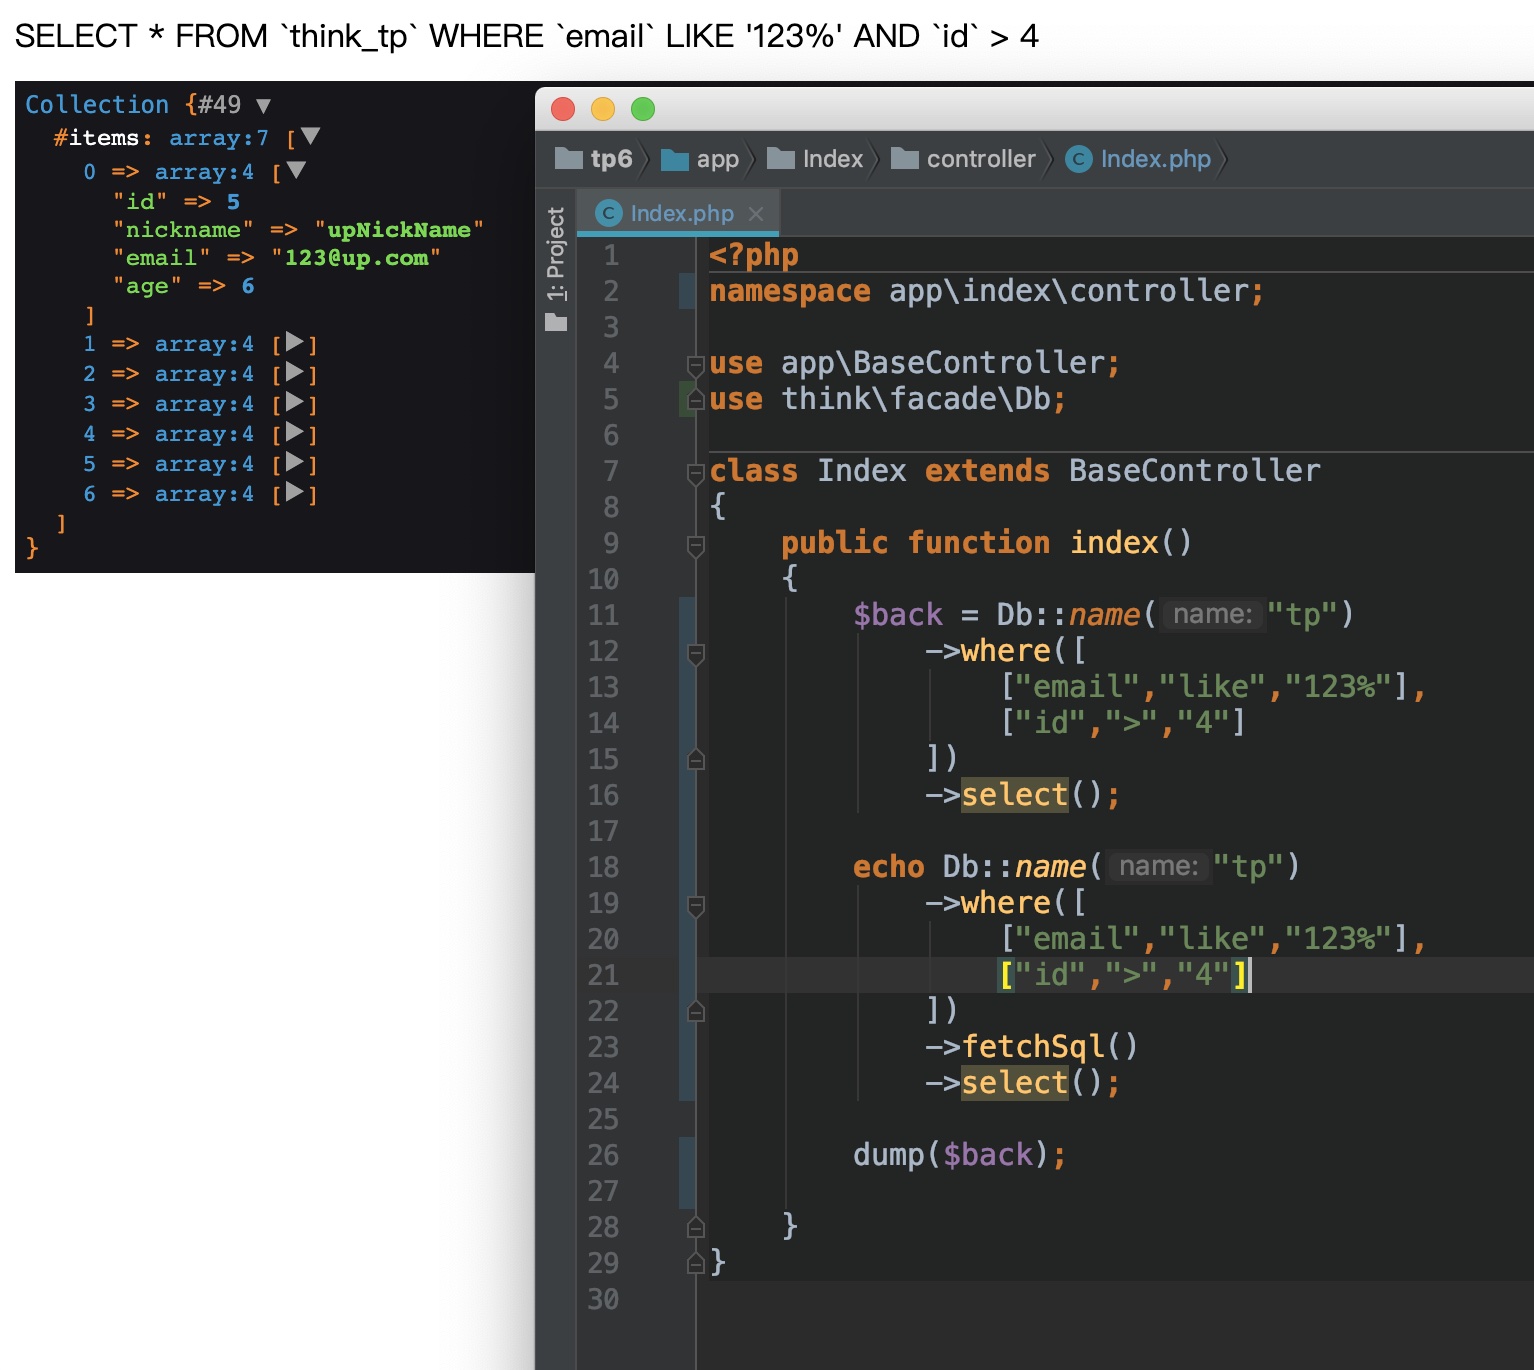 SELECT * FROM `think_tp` WHERE `email` LIKE '123%' AND `id` > 4
Collection {#49 ▼
#items: array:7 [▼
0 => array:4 [▼
"id" => 5
"nickname" => "upNickName"
"email" => "123@up.com"
"age" => 6
]
1 => array:4 [▶]
2 => array:4 [▶]
3 => array:4 [▶]
4 => array:4 [▶]
5 => array:4 [▶]
6 => array:4 [▶]
]
}
tp6 app Index controller Index.php
1: Project
Index.php
1 <?php
2 namespace app\index\controller;
3
4 use app\BaseController;
5 use think\facade\Db;
6
7 class Index extends BaseController
8 {
9 public function index()
10 {
11 $back = Db::name( name: "tp")
12 ->where([
13 ["email","like","123%"],
14 ["id",">","4"]
15 ])
16 ->select();
17
18 echo Db::name( name: "tp")
19 ->where([
20 ["email","like","123%"],
21 ["id",">","4"]
22 ])
23 ->fetchSql()
24 ->select();
25
26 dump($back);
27
28 }
29 }
30